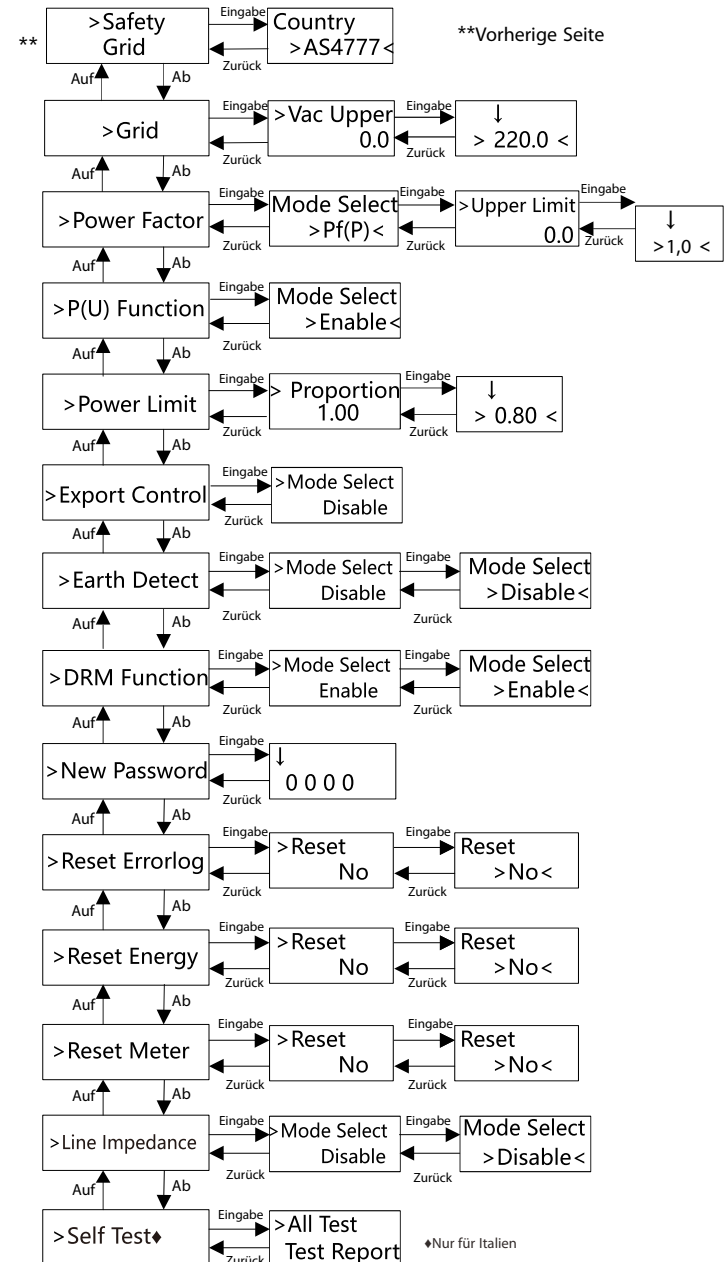 **
>Safety
Grid
Eingabe
Zurück
Country
>AS4777<
**Vorherige Seite
Auf
Ab
>Grid
Eingabe
Zurück
>Vac Upper
0.0
Eingabe
Zurück
↓
> 220.0 <
Auf
Ab
>Power Factor
Eingabe
Zurück
Mode Select
>Pf(P)<
Eingabe
Zurück
>Upper Limit
0.0
Eingabe
Zurück
↓
>1,0 <
Auf
Ab
>P(U) Function
Eingabe
Zurück
Mode Select
>Enable<
Auf
Ab
>Power Limit
Eingabe
Zurück
> Proportion
1.00
Eingabe
Zurück
↓
> 0.80 <
Auf
Ab
>Export Control
Eingabe
Zurück
>Mode Select
Disable
Auf
Ab
>Earth Detect
Eingabe
Zurück
>Mode Select
Disable
Eingabe
Zurück
Mode Select
>Disable<
Auf
Ab
>DRM Function
Eingabe
Zurück
>Mode Select
Enable
Eingabe
Zurück
Mode Select
>Enable<
Auf
Ab
>New Password
Eingabe
Zurück
↓
0 0 0 0
Auf
Ab
>Reset Errorlog
Eingabe
Zurück
>Reset
No
Eingabe
Zurück
Reset
>No<
Auf
Ab
>Reset Energy
Eingabe
Zurück
>Reset
No
Eingabe
Zurück
Reset
>No<
Auf
Ab
>Reset Meter
Eingabe
Zurück
>Reset
No
Eingabe
Zurück
Reset
>No<
Auf
Ab
>Line Impedance
Eingabe
Zurück
>Mode Select
Disable
Eingabe
Zurück
Mode Select
>Disable<
Auf
Ab
>Self Test♦
Eingabe
Zurück
>All Test
Test Report
♦Nur für Italien